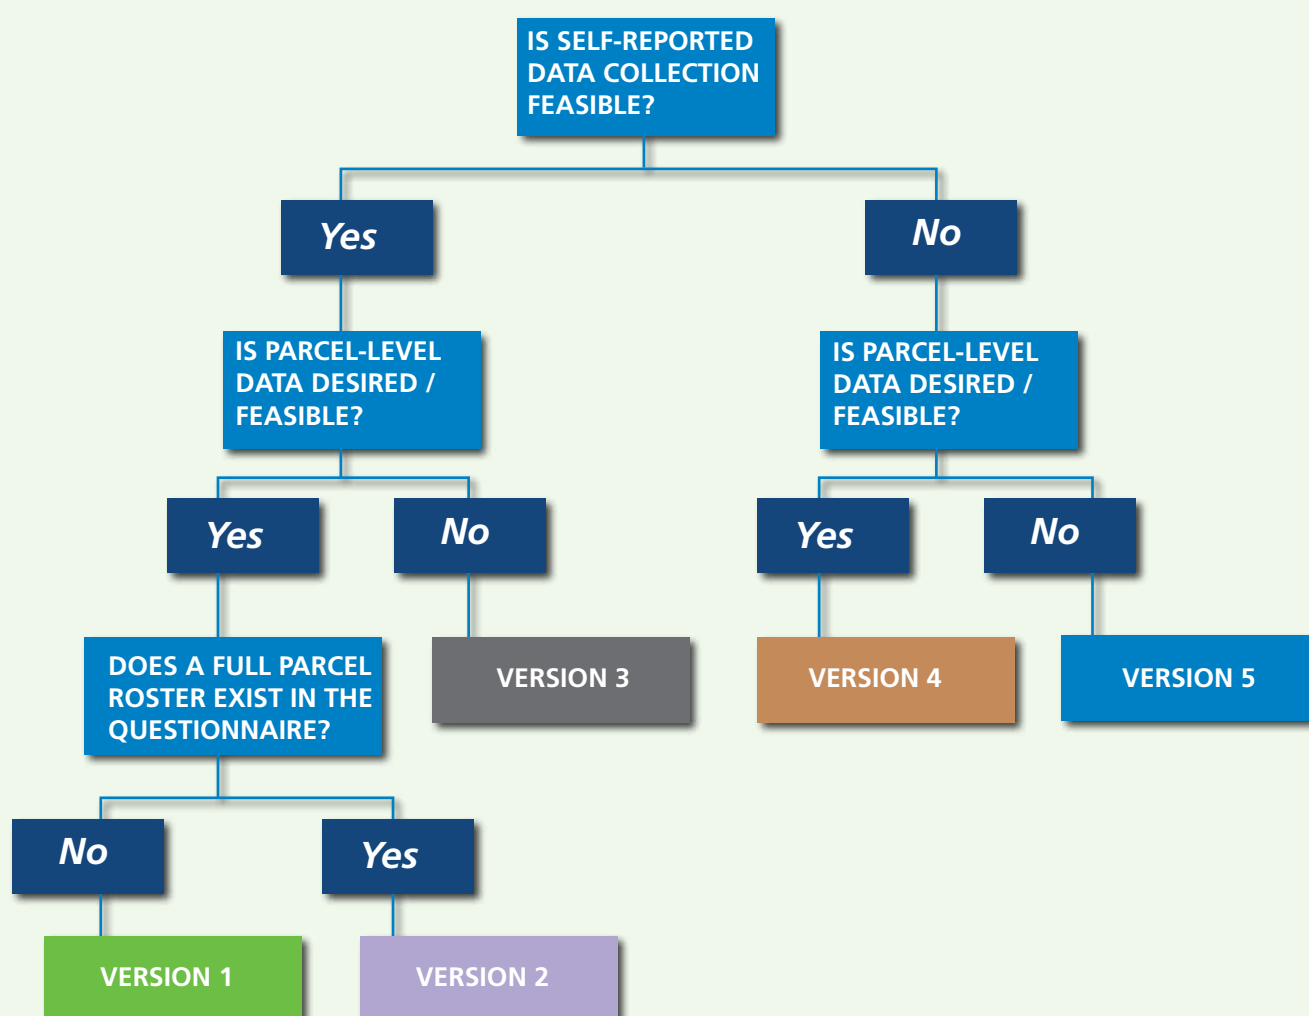 IS SELF-REPORTED
DATA COLLECTION
FEASIBLE?
Yes
No
IS PARCEL-LEVEL
DATA DESIRED /
FEASIBLE?
IS PARCEL-LEVEL
DATA DESIRED /
FEASIBLE?
Yes
No
Yes
No
DOES A FULL PARCEL
ROSTER EXIST IN THE
QUESTIONNAIRE?
VERSION 3
VERSION 4
VERSION 5
No
Yes
VERSION 1
VERSION 2